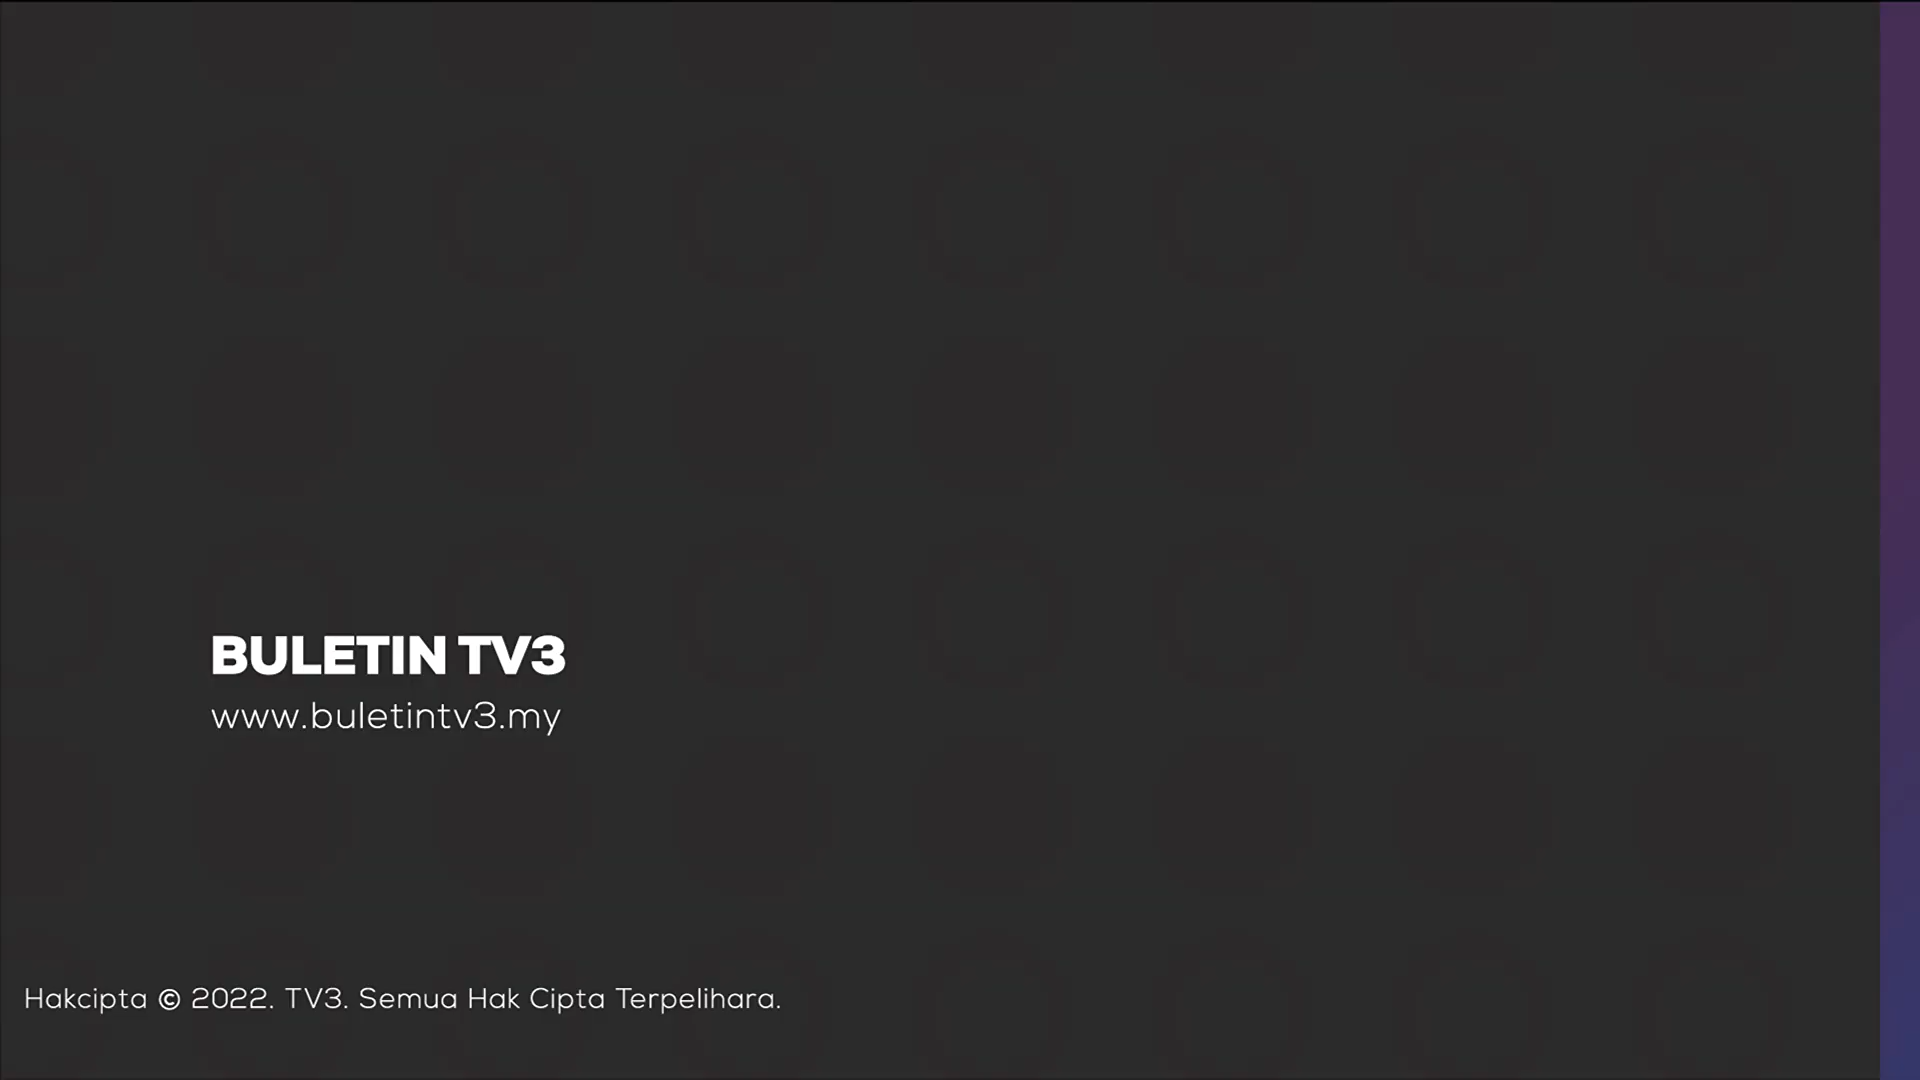 BULETIN TV3
www.buletintv3.my
Hakcipta © 2022. TV3. Semua Hak Cipta Terpelihara.